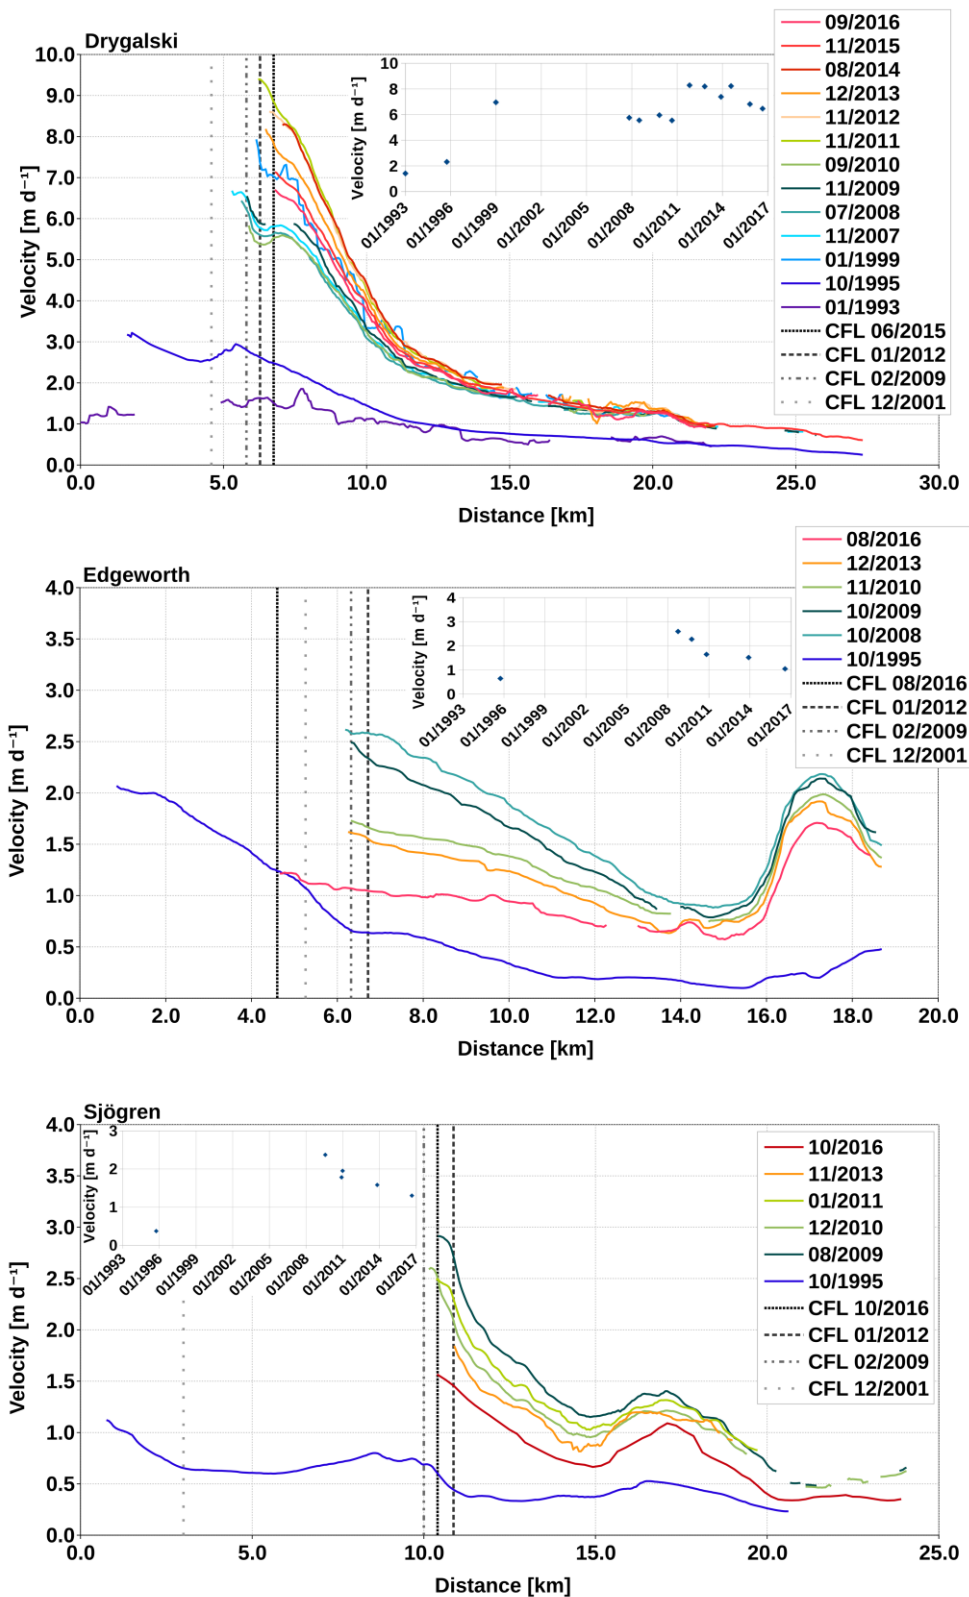 Drygalski
Velocity [m d⁻¹]
10.0
9.0
8.0
7.0
6.0
5.0
4.0
3.0
2.0
1.0
0.0
0.0 5.0 10.0 15.0 20.0 25.0 30.0
Distance [km]
Velocity [m d⁻¹]
10
8
6
4
2
0
01/1993 01/1996 01/1999 01/2002 01/2005 01/2008 01/2011 01/2014 01/2017
09/2016
11/2015
08/2014
12/2013
11/2012
11/2011
09/2010
11/2009
07/2008
11/2007
01/1999
10/1995
01/1993
CFL 06/2015
CFL 01/2012
CFL 02/2009
CFL 12/2001
Edgeworth
Velocity [m d⁻¹]
4.0
3.5
3.0
2.5
2.0
1.5
1.0
0.5
0.0
0.0 2.0 4.0 6.0 8.0 10.0 12.0 14.0 16.0 18.0 20.0
Distance [km]
Velocity [m d⁻¹]
4
3
2
1
0
01/1993 01/1996 01/1999 01/2002 01/2005 01/2008 01/2011 01/2014 01/2017
08/2016
12/2013
11/2010
10/2009
10/2008
10/1995
CFL 08/2016
CFL 01/2012
CFL 02/2009
CFL 12/2001
Sjögren
Velocity [m d⁻¹]
4.0
3.5
3.0
2.5
2.0
1.5
1.0
0.5
0.0
0.0 5.0 10.0 15.0 20.0 25.0
Distance [km]
Velocity [m d⁻¹]
3
2
1
0
01/1993 01/1996 01/1999 01/2002 01/2005 01/2008 01/2011 01/2014 01/2017
10/2016
11/2013
01/2011
12/2010
08/2009
10/1995
CFL 10/2016
CFL 01/2012
CFL 02/2009
CFL 12/2001